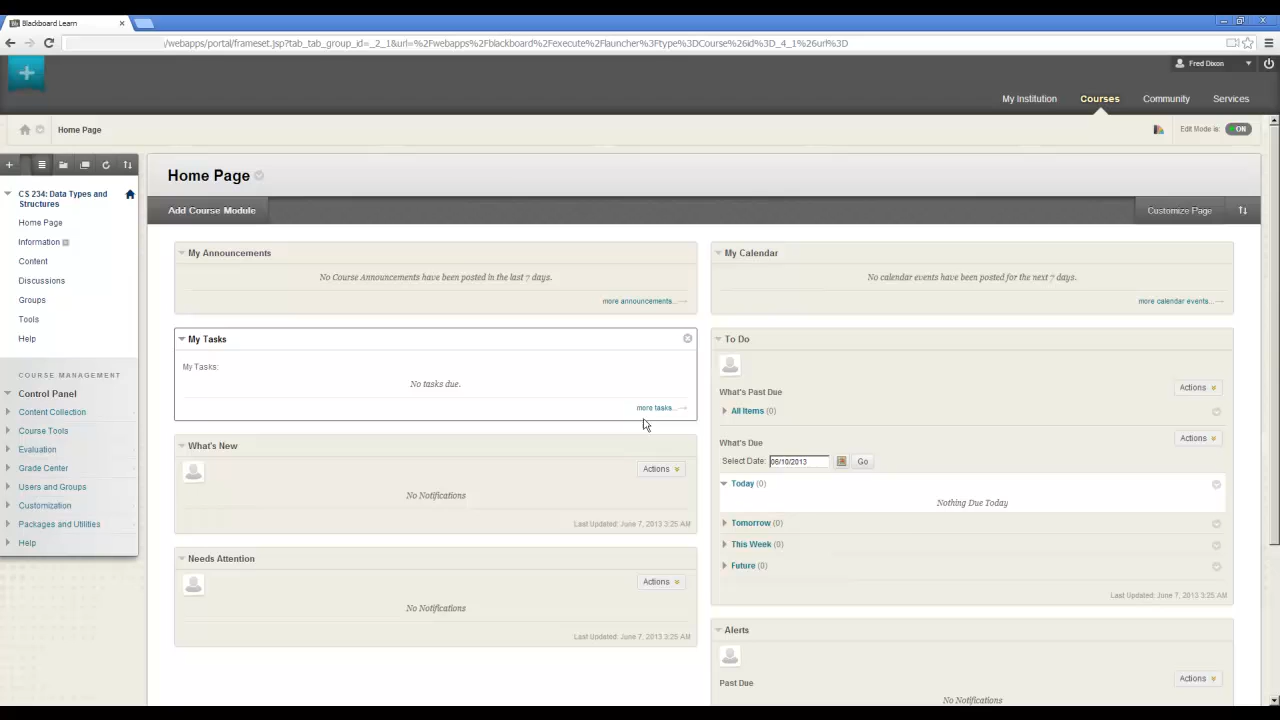 Blackboard Learn
/webapps/portal/frameset.jsp?tab_tab_group_id=_2_1&url=%2Fwebapps%2Fblackboard%2Fexecute%2Flauncher%3Ftype%3DCourse%26id%3D_4_1%26url%3D
Fred Dixon
My Institution
Courses
Community
Services
Home Page
Edit Mode is:
ON
CS 234: Data Types and
Structures
Home Page
Information
Content
Discussions
Groups
Tools
Help
COURSE MANAGEMENT
Control Panel
Content Collection
Course Tools
Evaluation
Grade Center
Users and Groups
Customization
Packages and Utilities
Help
Home Page
Add Course Module
Customize Page
My Announcements
No Course Announcements have been posted in the last 7 days.
more announcements...
My Tasks
My Tasks:
No tasks due.
more tasks...
What's New
Actions
No Notifications
Last Updated: June 7, 2013 3:25 AM
Needs Attention
Actions
No Notifications
Last Updated: June 7, 2013 3:25 AM
My Calendar
No calendar events have been posted for the next 7 days.
more calendar events...
To Do
What's Past Due
Actions
All Items (0)
What's Due
Actions
Select Date: 06/10/2013 Go
Today (0)
Nothing Due Today
Tomorrow (0)
This Week (0)
Future (0)
Last Updated: June 7, 2013 3:25 AM
Alerts
Past Due
Actions
No Notifications